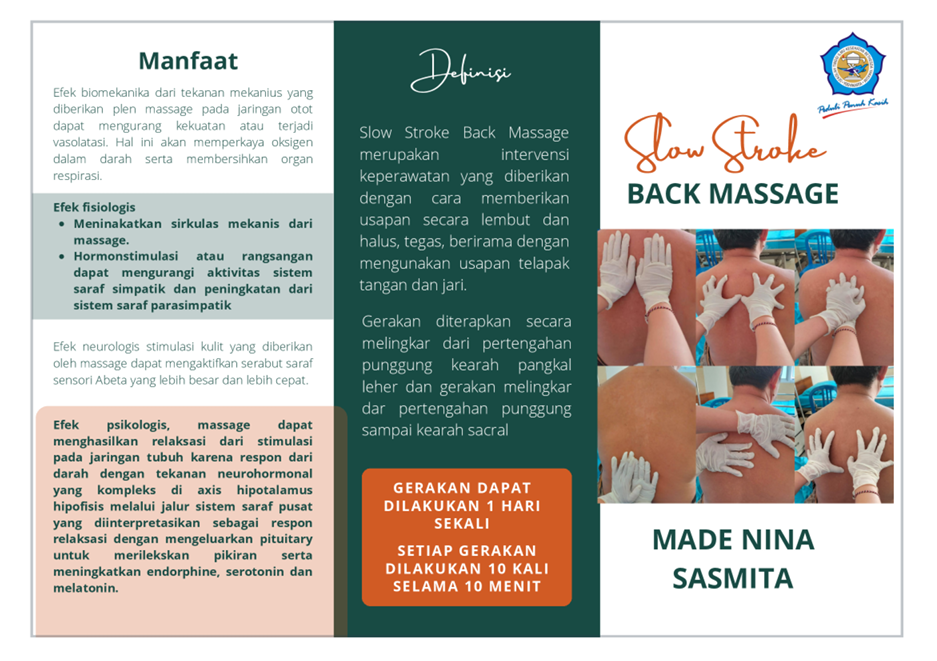 Manfaat
Efek biomekanika dari tekanan mekanius yang
diberikan plen massage pada jaringan otot
dapat mengurang kekuatan atau terjadi
vasolatasi. Hal ini akan memperkaya oksigen
dalam darah serta membersihkan organ
respirasi.
Efek fisiologis
• Meninakatkan sirkulas mekanis dari
massage.
• Hormonstimulasi atau rangsangan
dapat mengurangi aktivitas sistem
saraf simpatik dan peningkatan dari
sistem saraf parasimpatik
Efek neurologis stimulasi kulit yang diberikan
oleh massage dapat mengaktifkan serabut saraf
sensori Abeta yang lebih besar dan lebih cepat.
Efek psikologis, massage dapat
menghasilkan relaksasi dari stimulasi
pada jaringan tubuh karena respon dari
darah dengan tekanan neurohormonal
yang kompleks di axis hipotalamus
hipofisis melalui jalur sistem saraf pusat
yang diinterpretasikan sebagai respon
relaksasi dengan mengeluarkan pituitary
untuk merilekskan pikiran serta
meningkatkan endorphine, serotonin dan
melatonin.
Definisi
Slow Stroke Back Massage
merupakan intervensi
keperawatan yang diberikan
dengan cara memberikan
usapan secara lembut dan
halus, tegas, berirama dengan
mengunakan usapan telapak
tangan dan jari.
Gerakan diterapkan secara
melingkar dari pertengahan
punggung kearah pangkal
leher dan gerakan melingkar
dar pertengahan punggung
sampai kearah sacral
GERAKAN DAPAT
DILAKUKAN 1 HARI
SEKALI
SETIAP GERAKAN
DILAKUKAN 10 KALI
SELAMA 10 MENIT
Peduli Penuh Kasih
Slow Stroke
BACK MASSAGE
MADE NINA
SASMITA